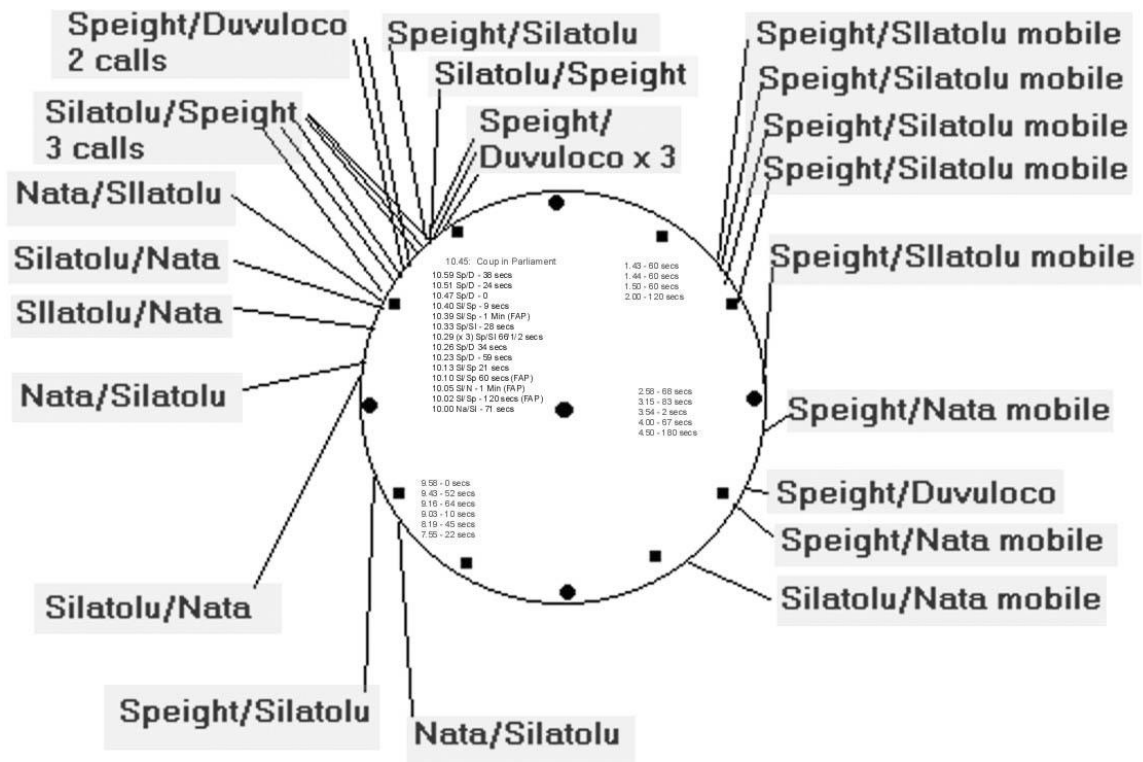 Speight/Duvuloco
2 calls
Speight/Silatolu
Silatolu/Speight
Speight/
Duvuloco x 3
Silatolu/Speight
3 calls
Nata/SIlatolu
Silatolu/Nata
SIlatolu/Nata
Nata/Silatolu
Silatolu/Nata
Speight/Silatolu
Nata/Silatolu
Speight/SIlatolu mobile
Speight/Silatolu mobile
Speight/Silatolu mobile
Speight/Silatolu mobile
Speight/SIlatolu mobile
Speight/Nata mobile
Speight/Duvuloco
Speight/Nata mobile
Silatolu/Nata mobile
10.45: Coup in Parliament
10.59 Sp/D - 38 secs
10.51 Sp/D - 24 secs
10.47 Sp/D - 0
10.40 Sl/Sp - 9 secs
10.39 Sl/Sp - 1 Min (FAP)
10.33 Sp/Sl - 28 secs
10.29 (x 3) Sp/Sl 66/1/2 secs
10.26 Sp/D 34 secs
10.23 Sp/D - 59 secs
10.13 Sl/Sp 21 secs
10.10 Sl/Sp 60 secs (FAP)
10.05 Sl/N - 1 Min (FAP)
10.02 Sl/Sp - 120 secs (FAP)
10.00 Na/Sl - 71 secs
1.43 - 60 secs
1.44 - 60 secs
1.50 - 60 secs
2.00 - 120 secs
2.58 - 68 secs
3.15 - 83 secs
3.54 - 2 secs
4.00 - 67 secs
4.50 - 180 secs
9.58 - 0 secs
9.43 - 52 secs
9.16 - 64 secs
9.03 - 10 secs
8.19 - 45 secs
7.55 - 22 secs